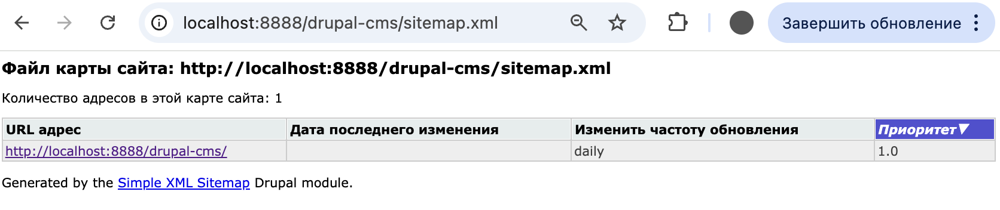 localhost:8888/drupal-cms/sitemap.xml
Завершить обновление
Файл карты сайта: http://localhost:8888/drupal-cms/sitemap.xml
Количество адресов в этой карте сайта: 1
URL адрес Дата последнего изменения Изменить частоту обновления Приоритет▼
http://localhost:8888/drupal-cms/ daily 1.0
Generated by the Simple XML Sitemap Drupal module.